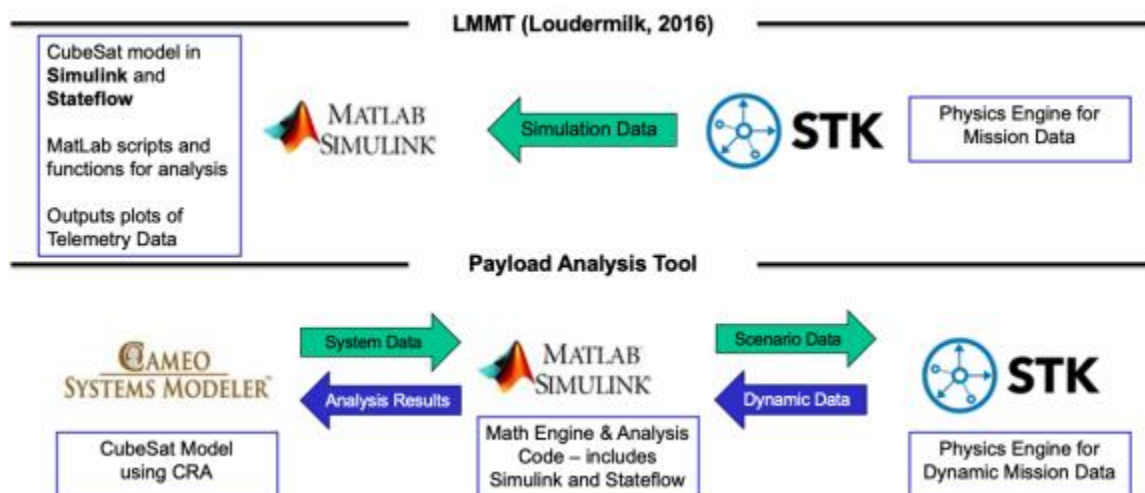 LMMT (Loudermilk, 2016)
CubeSat model in
Simulink and
Stateflow
MatLab scripts and
functions for analysis
Outputs plots of
Telemetry Data
MATLAB
SIMULINK
Simulation Data
STK
Physics Engine for
Mission Data
Payload Analysis Tool
CAMEO
SYSTEMS MODELER™
CubeSat Model
using CRA
System Data
Analysis Results
MATLAB
SIMULINK
Math Engine & Analysis
Code – includes
Simulink and Stateflow
Scenario Data
Dynamic Data
STK
Physics Engine for
Dynamic Mission Data